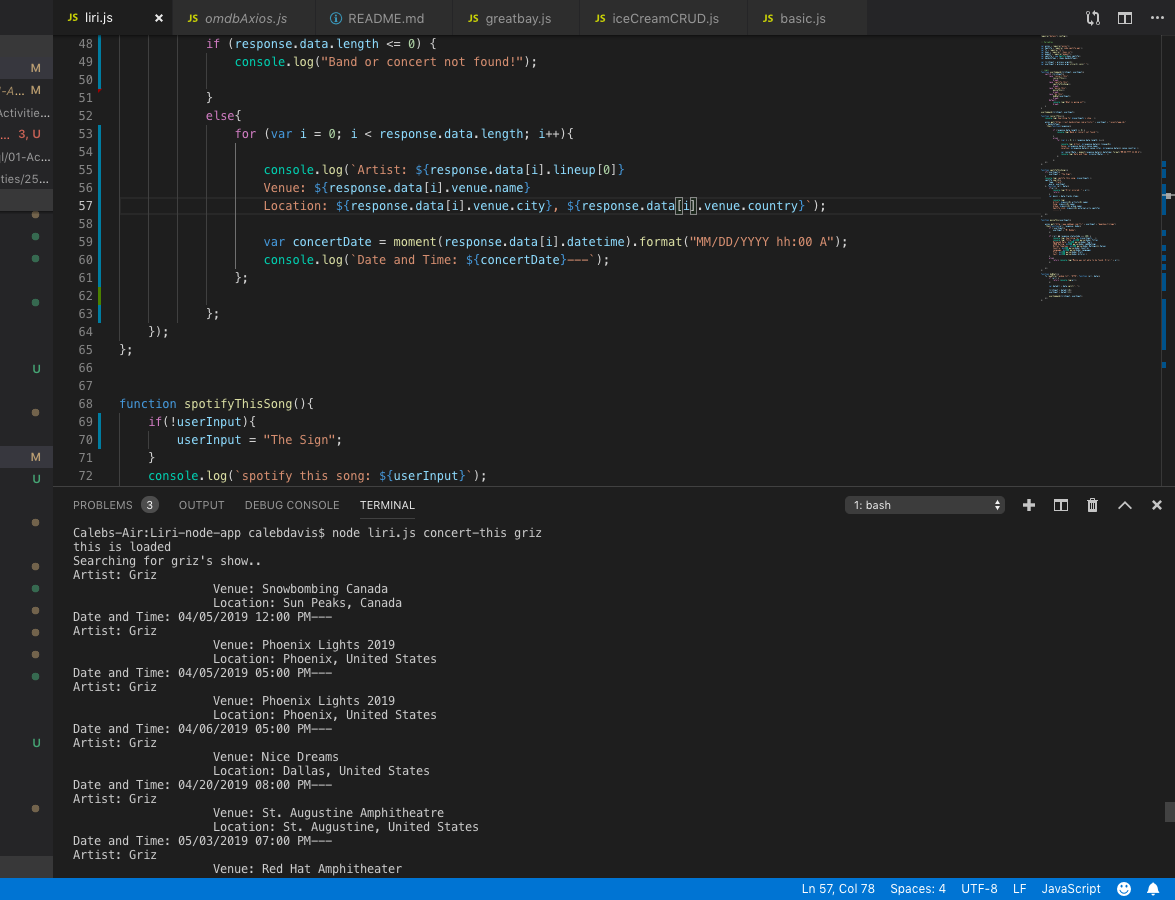 JS liri.js × JS omdbAxios.js ⓘ README.md JS greatbay.js JS iceCreamCRUD.js JS basic.js
M
-A... M
Activities...
... 3, U
l/01-Ac...
ties/25...
U
M
U
U
48 if (response.data.length <= 0) {
49 console.log("Band or concert not found!");
50
51 }
52 else{
53 for (var i = 0; i < response.data.length; i++){
54
55 console.log(`Artist: ${response.data[i].lineup[0]}
56 Venue: ${response.data[i].venue.name}
57 Location: ${response.data[i].venue.city}, ${response.data[i].venue.country}`);
58
59 var concertDate = moment(response.data[i].datetime).format("MM/DD/YYYY hh:00 A");
60 console.log(`Date and Time: ${concertDate}---`);
61 };
62
63 };
64 });
65 };
66
67
68 function spotifyThisSong(){
69 if(!userInput){
70 userInput = "The Sign";
71 }
72 console.log(`spotify this song: ${userInput}`);
PROBLEMS 3 OUTPUT DEBUG CONSOLE TERMINAL 1: bash
Calebs-Air:Liri-node-app calebdavis$ node liri.js concert-this griz
this is loaded
Searching for griz's show..
Artist: Griz
Venue: Snowbombing Canada
Location: Sun Peaks, Canada
Date and Time: 04/05/2019 12:00 PM---
Artist: Griz
Venue: Phoenix Lights 2019
Location: Phoenix, United States
Date and Time: 04/05/2019 05:00 PM---
Artist: Griz
Venue: Phoenix Lights 2019
Location: Phoenix, United States
Date and Time: 04/06/2019 05:00 PM---
Artist: Griz
Venue: Nice Dreams
Location: Dallas, United States
Date and Time: 04/20/2019 08:00 PM---
Artist: Griz
Venue: St. Augustine Amphitheatre
Location: St. Augustine, United States
Date and Time: 05/03/2019 07:00 PM---
Artist: Griz
Venue: Red Hat Amphitheater
Ln 57, Col 78 Spaces: 4 UTF-8 LF JavaScript